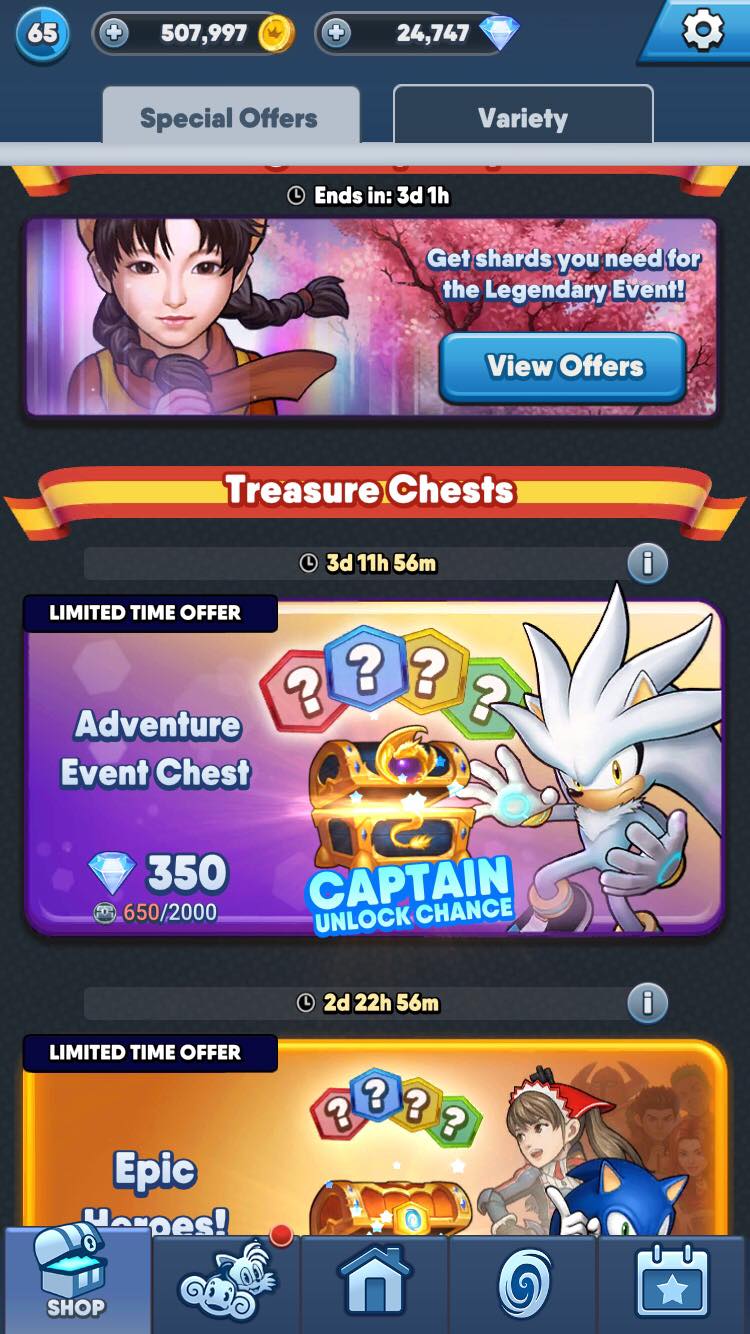 65
507,997
24,747
Special Offers
Variety
Ends in: 3d 1h
Get shards you need for
the Legendary Event!
View Offers
Treasure Chests
3d 11h 56m
i
LIMITED TIME OFFER
? ? ? ?
Adventure
Event Chest
350
650/2000
CAPTAIN
UNLOCK CHANCE
2d 22h 56m
i
LIMITED TIME OFFER
? ? ? ?
Epic
Heroes!
SHOP